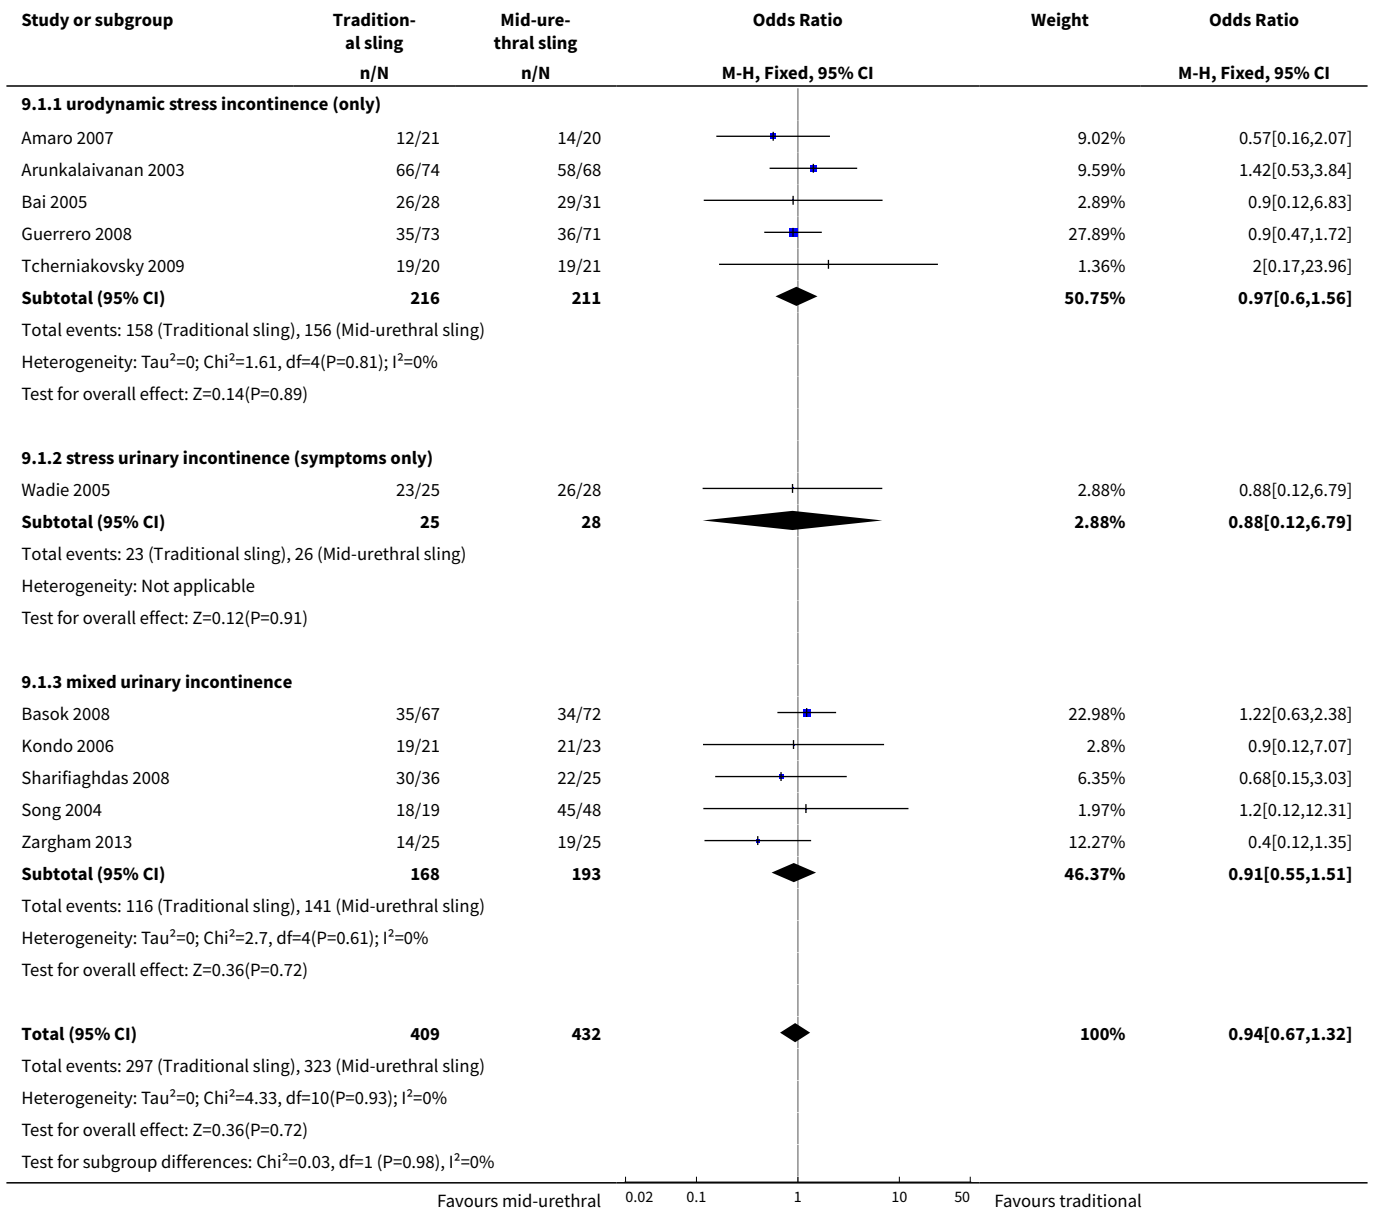 Study or subgroup Tradition- Mid-ure- Odds Ratio Weight Odds Ratio
al sling thral sling
n/N n/N M-H, Fixed, 95% CI M-H, Fixed, 95% CI
9.1.1 urodynamic stress incontinence (only)
Amaro 2007 12/21 14/20 9.02% 0.57[0.16,2.07]
Arunkalaivanan 2003 66/74 58/68 9.59% 1.42[0.53,3.84]
Bai 2005 26/28 29/31 2.89% 0.9[0.12,6.83]
Guerrero 2008 35/73 36/71 27.89% 0.9[0.47,1.72]
Tcherniakovsky 2009 19/20 19/21 1.36% 2[0.17,23.96]
Subtotal (95% CI) 216 211 50.75% 0.97[0.6,1.56]
Total events: 158 (Traditional sling), 156 (Mid-urethral sling)
Heterogeneity: Tau²=0; Chi²=1.61, df=4(P=0.81); I²=0%
Test for overall effect: Z=0.14(P=0.89)
9.1.2 stress urinary incontinence (symptoms only)
Wadie 2005 23/25 26/28 2.88% 0.88[0.12,6.79]
Subtotal (95% CI) 25 28 2.88% 0.88[0.12,6.79]
Total events: 23 (Traditional sling), 26 (Mid-urethral sling)
Heterogeneity: Not applicable
Test for overall effect: Z=0.12(P=0.91)
9.1.3 mixed urinary incontinence
Basok 2008 35/67 34/72 22.98% 1.22[0.63,2.38]
Kondo 2006 19/21 21/23 2.8% 0.9[0.12,7.07]
Sharifiaghdas 2008 30/36 22/25 6.35% 0.68[0.15,3.03]
Song 2004 18/19 45/48 1.97% 1.2[0.12,12.31]
Zargham 2013 14/25 19/25 12.27% 0.4[0.12,1.35]
Subtotal (95% CI) 168 193 46.37% 0.91[0.55,1.51]
Total events: 116 (Traditional sling), 141 (Mid-urethral sling)
Heterogeneity: Tau²=0; Chi²=2.7, df=4(P=0.61); I²=0%
Test for overall effect: Z=0.36(P=0.72)
Total (95% CI) 409 432 100% 0.94[0.67,1.32]
Total events: 297 (Traditional sling), 323 (Mid-urethral sling)
Heterogeneity: Tau²=0; Chi²=4.33, df=10(P=0.93); I²=0%
Test for overall effect: Z=0.36(P=0.72)
Test for subgroup differences: Chi²=0.03, df=1 (P=0.98), I²=0%
Favours mid-urethral 0.02 0.1 1 10 50 Favours traditional